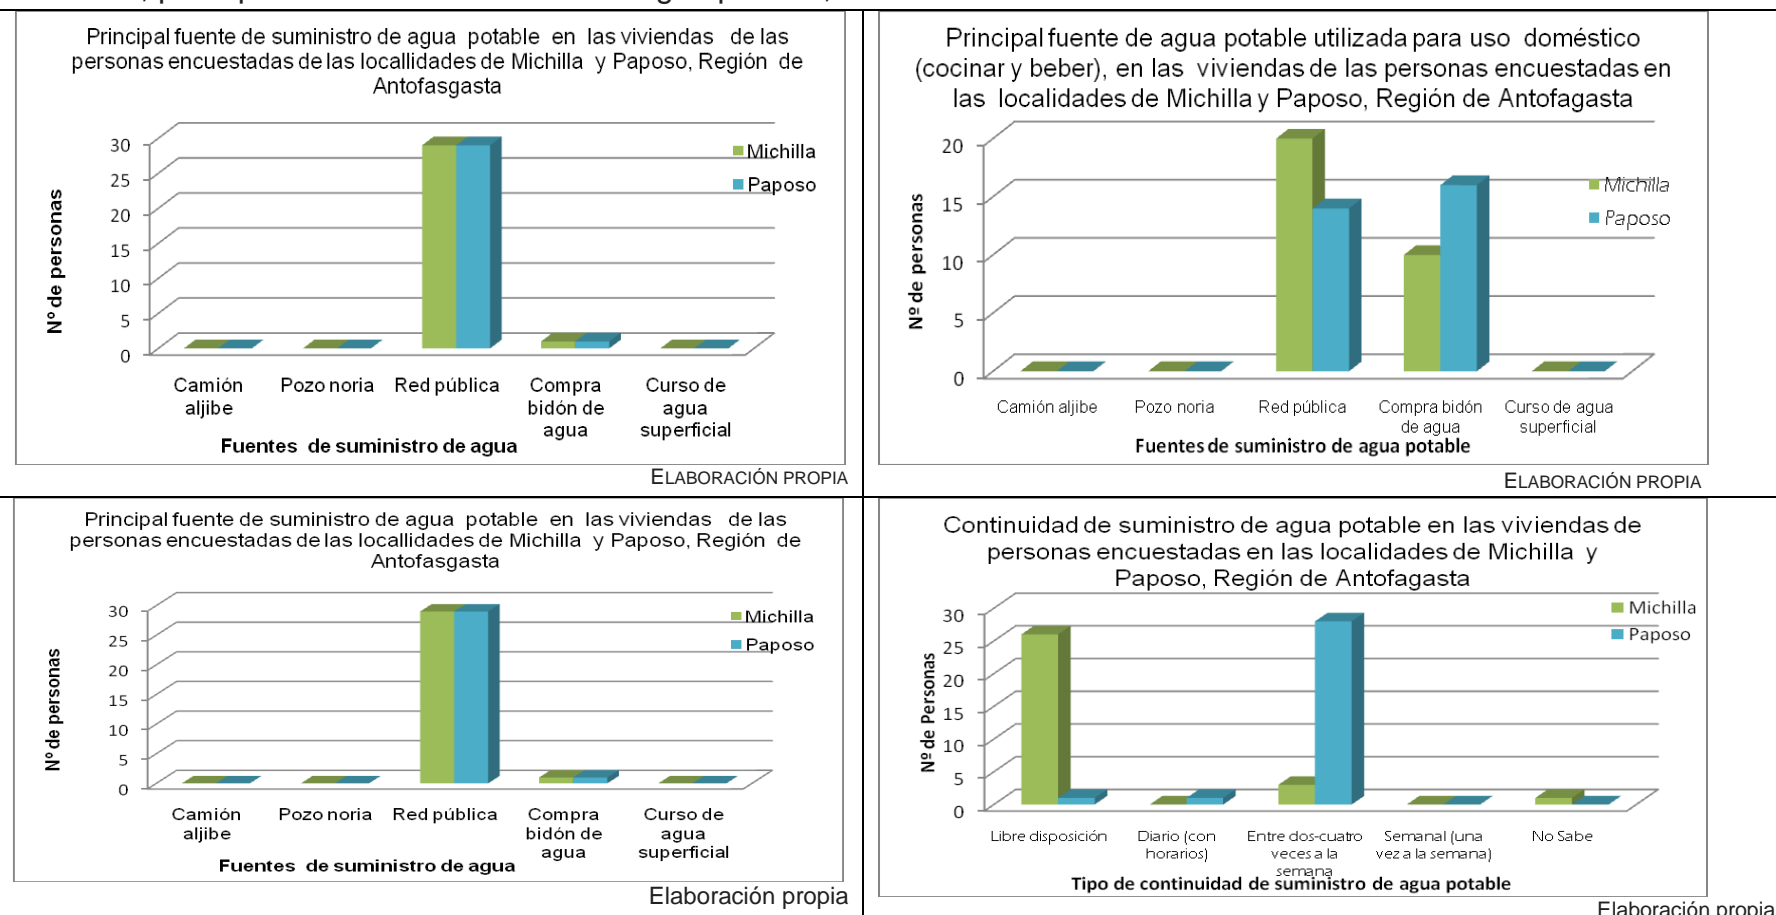 Principal fuente de suministro de agua potable en las viviendas de las
personas encuestadas de las locallidades de Michilla y Paposo, Región de
Antofasgasta
30
25
20
15
10
5
0
Nº de personas
Michilla
Paposo
Camión
aljibe
Pozo noria
Red pública
Compra
bidón de
agua
Curso de
agua
superficial
Fuentes de suministro de agua
ELABORACIÓN PROPIA
Principal fuente de agua potable utilizada para uso doméstico
(cocinar y beber), en las viviendas de las personas encuestadas en
las localidades de Michilla y Paposo, Región de Antofagasta
20
15
10
5
0
Nº de personas
Michilla
Paposo
Camión aljibe
Pozo noria
Red pública
Compra bidón
de agua
Curso de agua
superficial
Fuentes de suministro de agua potable
ELABORACIÓN PROPIA
Principal fuente de suministro de agua potable en las viviendas de las
personas encuestadas de las locallidades de Michilla y Paposo, Región de
Antofasgasta
30
25
20
15
10
5
0
Nº de personas
Michilla
Paposo
Camión
aljibe
Pozo noria
Red pública
Compra
bidón de
agua
Curso de
agua
superficial
Fuentes de suministro de agua
Elaboración propia
Continuidad de suministro de agua potable en las viviendas de
personas encuestadas en las localidades de Michilla y
Paposo, Región de Antofagasta
30
25
20
15
10
5
0
Nº de Personas
Michilla
Paposo
Libre disposición
Diario (con
horarios)
Entre dos-cuatro
veces a la
semana
Semanal (una
vez a la semana)
No Sabe
Tipo de continuidad de suministro de agua potable
Elaboración propia